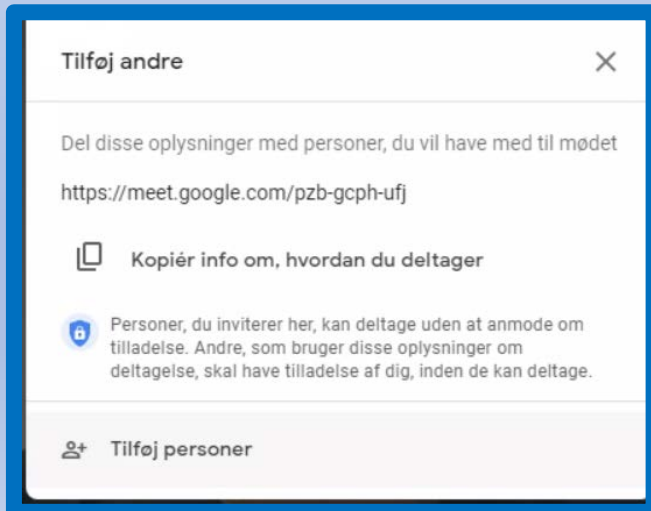 Tilføj andre
Del disse oplysninger med personer, du vil have med til mødet
https://meet.google.com/pzb-gcph-ufj
Kopiér info om, hvordan du deltager
Personer, du inviterer her, kan deltage uden at anmode om
tilladelse. Andre, som bruger disse oplysninger om
deltagelse, skal have tilladelse af dig, inden de kan deltage.
Tilføj personer